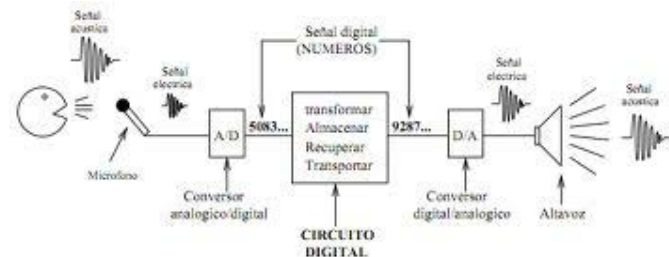 Señal
acustica
Señal
electrica
Microfono
A/D
Conversor
analogico/digital
5083...
Señal digital
(NUMEROS)
transformar
Almacenar
Recuperar
Transportar
CIRCUITO
DIGITAL
9287...
D/A
Conversor
digital/analogico
Señal
electrica
Altavoz
Señal
acustica